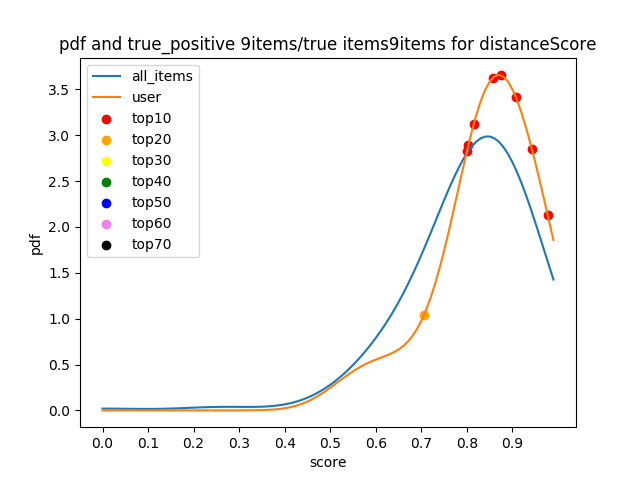 pdf and true_positive 9items/true items9items for distanceScore
all_items
user
top10
top20
top30
top40
top50
top60
top70
3.5
3.0
2.5
2.0
1.5
1.0
0.5
0.0
pdf
0.0 0.1 0.2 0.3 0.4 0.5 0.6 0.7 0.8 0.9
score